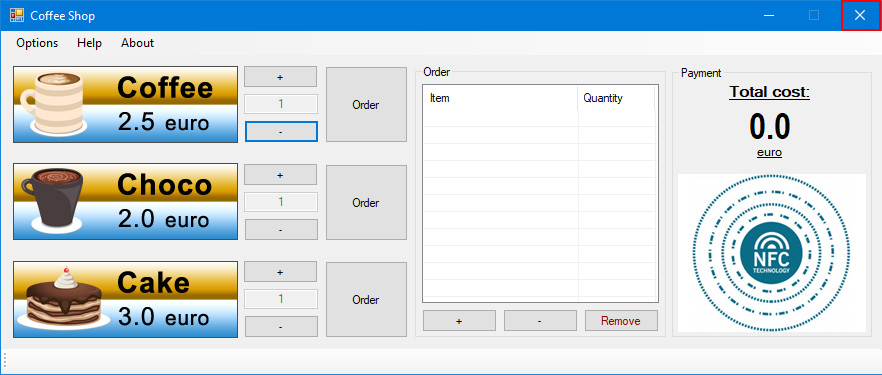 Coffee Shop
Options Help About
Coffee
2.5 euro
+
1
-
Order
Choco
2.0 euro
+
1
-
Order
Cake
3.0 euro
+
1
-
Order
Order
Item Quantity
+ - Remove
Payment
Total cost:
0.0
euro
NFC
TECHNOLOGY